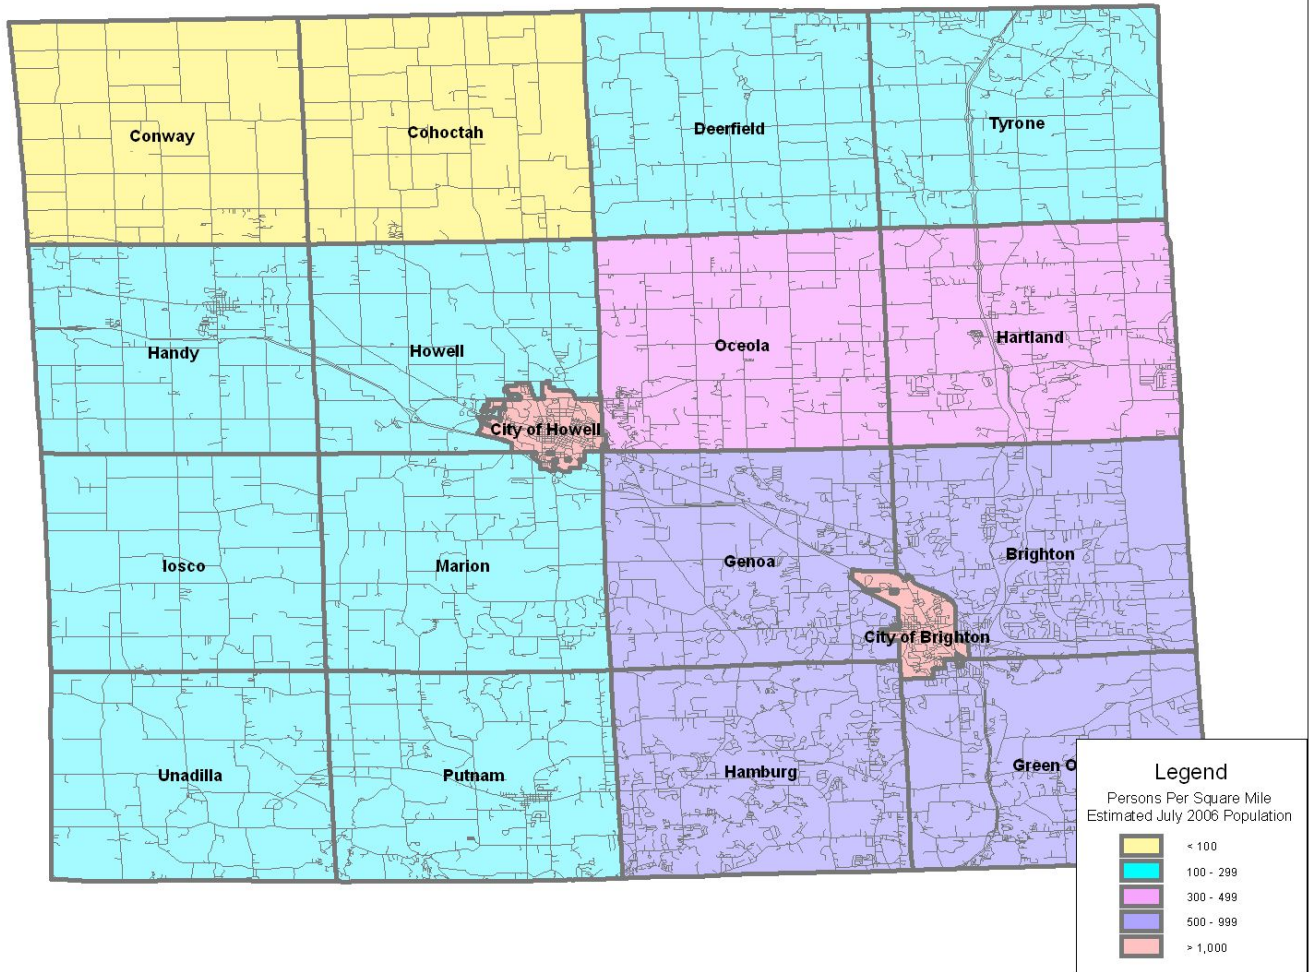 Conway
Cohoctah
Deerfield
Tyrone
Handy
Howell
Oceola
Hartland
City of Howell
Iosco
Marion
Genoa
Brighton
City of Brighton
Unadilla
Putnam
Hamburg
Green O
Legend
Persons Per Square Mile
Estimated July 2006 Population
< 100
100 - 299
300 - 499
500 - 999
> 1,000